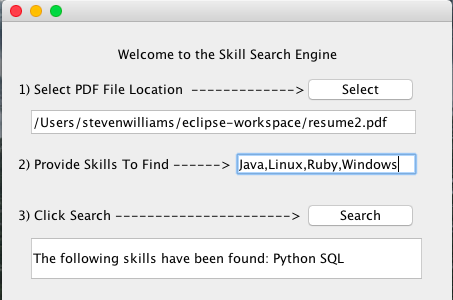 Welcome to the Skill Search Engine
1) Select PDF File Location -------------> Select
/Users/stevenwilliams/eclipse-workspace/resume2.pdf
2) Provide Skills To Find ------> Java,Linux,Ruby,Windows
3) Click Search ----------------------> Search
The following skills have been found: Python SQL